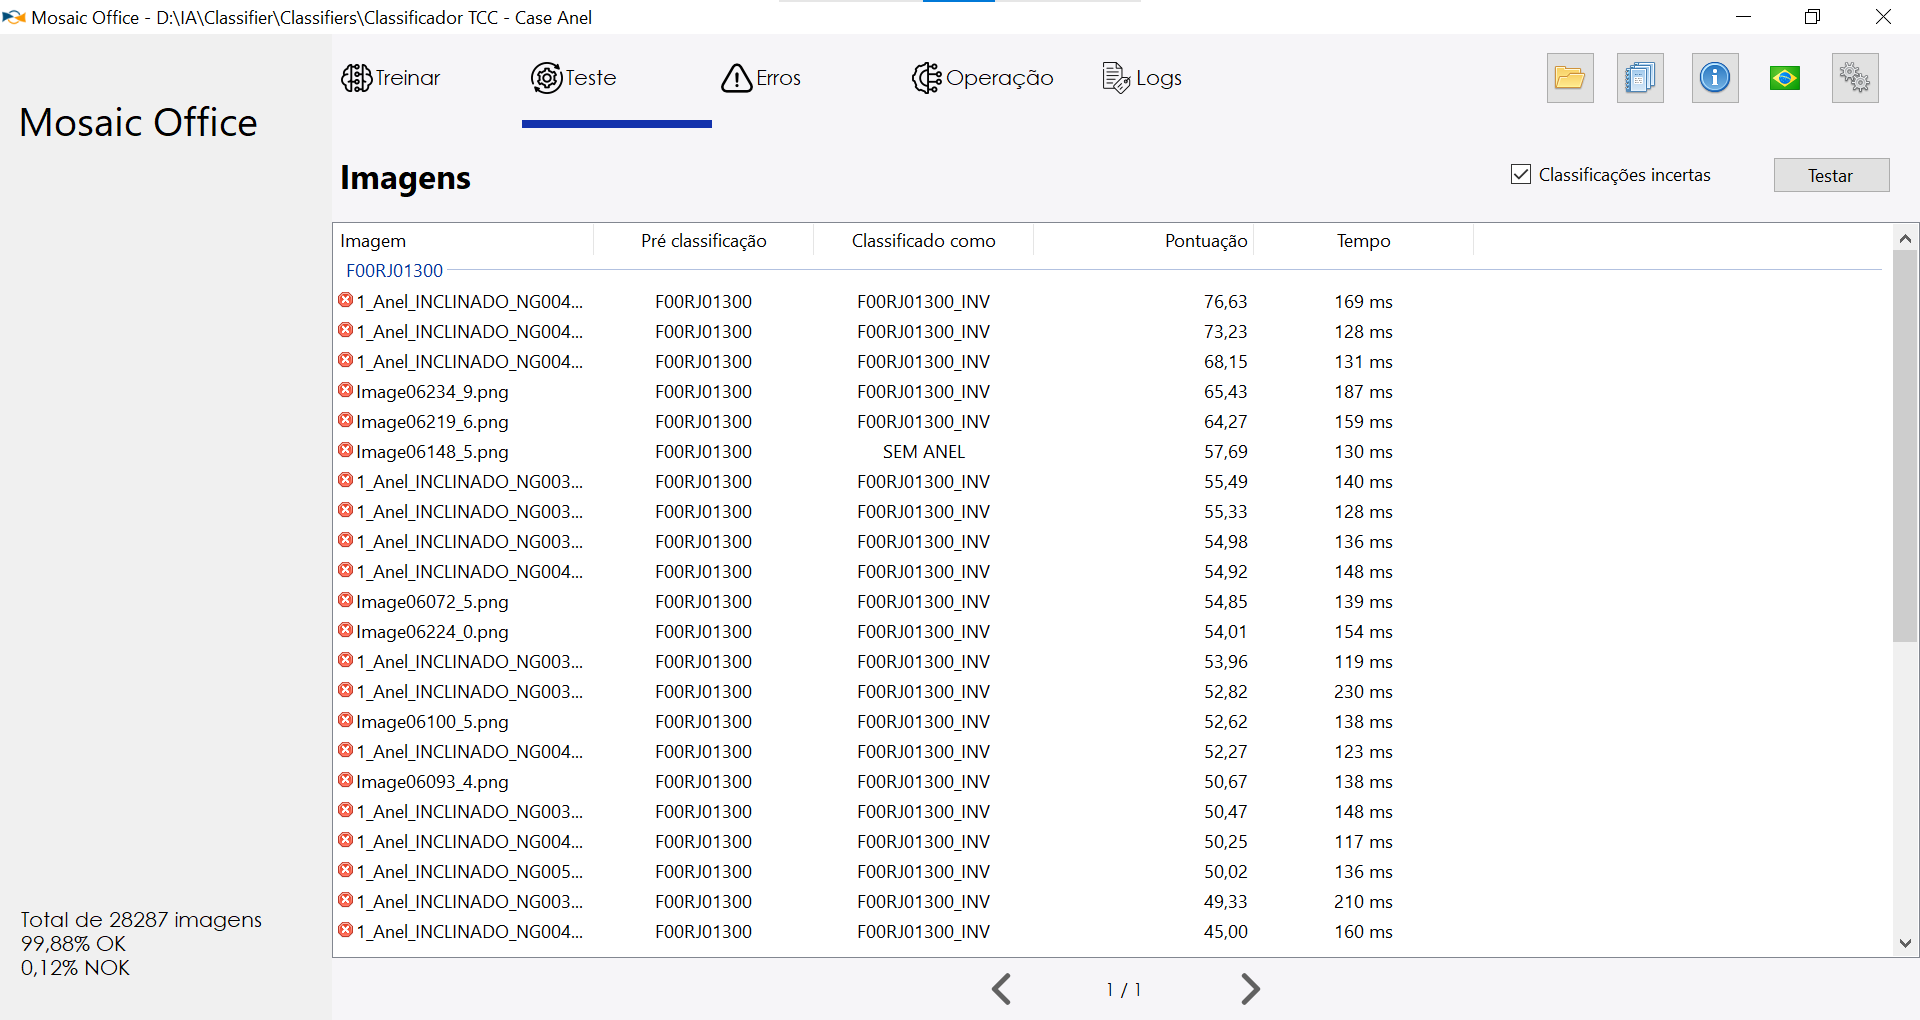 Mosaic Office - D:\IA\Classifier\Classifiers\Classificador TCC - Case Anel
Treinar Teste Erros Operação Logs
Mosaic Office
Imagens
Classificações incertas Testar
Imagem Pré classificação Classificado como Pontuação Tempo
F00RJ01300
1_Anel_INCLINADO_NG004... F00RJ01300 F00RJ01300_INV 76,63 169 ms
1_Anel_INCLINADO_NG004... F00RJ01300 F00RJ01300_INV 73,23 128 ms
1_Anel_INCLINADO_NG004... F00RJ01300 F00RJ01300_INV 68,15 131 ms
Image06234_9.png F00RJ01300 F00RJ01300_INV 65,43 187 ms
Image06219_6.png F00RJ01300 F00RJ01300_INV 64,27 159 ms
Image06148_5.png F00RJ01300 SEM ANEL 57,69 130 ms
1_Anel_INCLINADO_NG003... F00RJ01300 F00RJ01300_INV 55,49 140 ms
1_Anel_INCLINADO_NG003... F00RJ01300 F00RJ01300_INV 55,33 128 ms
1_Anel_INCLINADO_NG003... F00RJ01300 F00RJ01300_INV 54,98 136 ms
1_Anel_INCLINADO_NG004... F00RJ01300 F00RJ01300_INV 54,92 148 ms
Image06072_5.png F00RJ01300 F00RJ01300_INV 54,85 139 ms
Image06224_0.png F00RJ01300 F00RJ01300_INV 54,01 154 ms
1_Anel_INCLINADO_NG003... F00RJ01300 F00RJ01300_INV 53,96 119 ms
1_Anel_INCLINADO_NG003... F00RJ01300 F00RJ01300_INV 52,82 230 ms
Image06100_5.png F00RJ01300 F00RJ01300_INV 52,62 138 ms
1_Anel_INCLINADO_NG004... F00RJ01300 F00RJ01300_INV 52,27 123 ms
Image06093_4.png F00RJ01300 F00RJ01300_INV 50,67 138 ms
1_Anel_INCLINADO_NG003... F00RJ01300 F00RJ01300_INV 50,47 148 ms
1_Anel_INCLINADO_NG004... F00RJ01300 F00RJ01300_INV 50,25 117 ms
1_Anel_INCLINADO_NG005... F00RJ01300 F00RJ01300_INV 50,02 136 ms
1_Anel_INCLINADO_NG003... F00RJ01300 F00RJ01300_INV 49,33 210 ms
1_Anel_INCLINADO_NG004... F00RJ01300 F00RJ01300_INV 45,00 160 ms
Total de 28287 imagens
99,88% OK
0,12% NOK
1 / 1